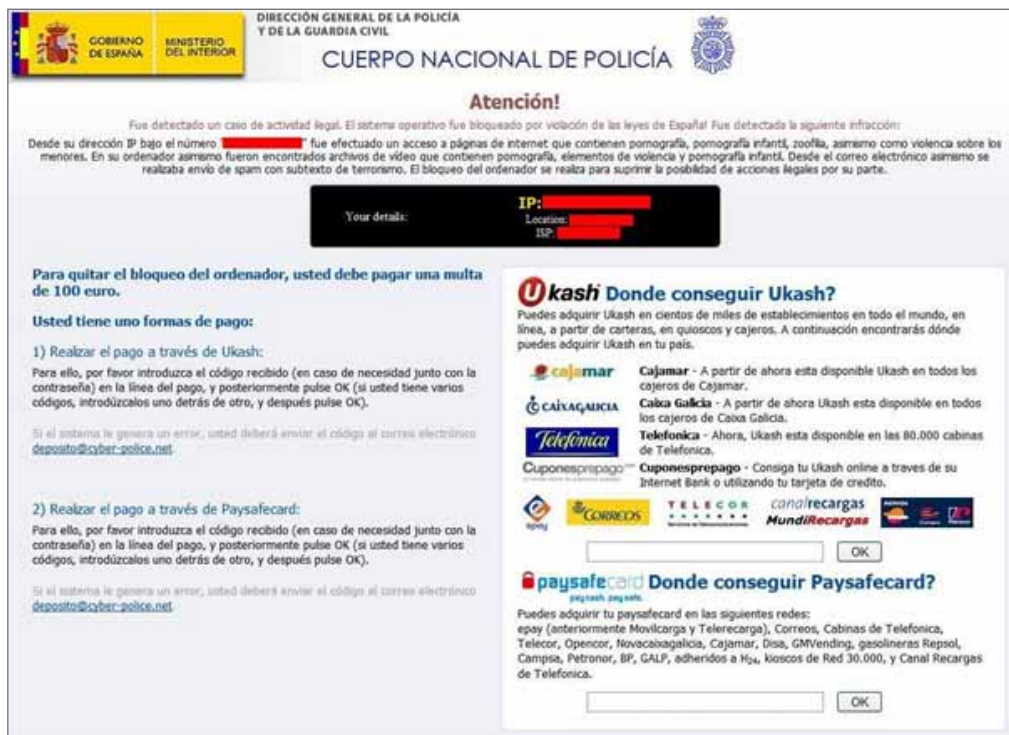 GOBIERNO
DE ESPAÑA
MINISTERIO
DEL INTERIOR
DIRECCIÓN GENERAL DE LA POLICÍA
Y DE LA GUARDIA CIVIL
CUERPO NACIONAL DE POLICÍA
Atención!
Fue detectado un caso de actividad ilegal. El sistema operativo fue bloqueado por violación de las leyes de España! Fue detectada la siguiente infracción:
Desde su dirección IP bajo el número " fue efectuado un acceso a páginas de internet que contienen pornografía, pornografía infantil, zoofilia, asimismo como violencia sobre los
menores. En su ordenador asimismo fueron encontrados archivos de vídeo que contienen pornografía, elementos de violencia y pornografía infantil. Desde el correo electrónico asimismo se
realizaba envío de spam con subtexto de terrorismo. El bloqueo del ordenador se realiza para suprimir la posibilidad de acciones ilegales por su parte.
Your details:
IP:
Location:
ISP:
Para quitar el bloqueo del ordenador, usted debe pagar una multa
de 100 euro.
Usted tiene uno formas de pago:
1) Realizar el pago a través de Ukash:
Para ello, por favor introduzca el código recibido (en caso de necesidad junto con la
contraseña) en la línea del pago, y posteriormente pulse OK (si usted tiene varios
códigos, introdúzcalos uno detrás de otro, y después pulse OK).
Si el sistema le genera un error, usted deberá enviar el código al correo electrónico
deposito@cyber-police.net.
2) Realizar el pago a través de Paysafecard:
Para ello, por favor introduzca el código recibido (en caso de necesidad junto con la
contraseña) en la línea del pago, y posteriormente pulse OK (si usted tiene varios
códigos, introdúzcalos uno detrás de otro, y después pulse OK).
Si el sistema le genera un error, usted deberá enviar el código al correo electrónico
deposito@cyber-police.net.
Ukash Donde conseguir Ukash?
Puedes adquirir Ukash en cientos de miles de establecimientos en todo el mundo, en
línea, a partir de carteras, en quioscos y cajeros. A continuación encontrarás dónde
puedes adquirir Ukash en tu país.
cajamar
Cajamar - A partir de ahora esta disponible Ukash en todos los
cajeros de Cajamar.
CAIXA GALICIA
Caixa Galicia - A partir de ahora Ukash esta disponible en todos
los cajeros de Caixa Galicia.
Telefónica
Telefonica - Ahora, Ukash esta disponible en las 80.000 cabinas
de Telefonica.
Cuponesprepago
Cuponesprepago - Consiga tu Ukash online a traves de su
Internet Bank o utilizando tu tarjeta de credito.
epay
CORREOS
TELECOR
canalrecargas
MundiRecargas
OK
paysafecard Donde conseguir Paysafecard?
pay cash. pay safe.
Puedes adquirir tu paysafecard en las siguientes redes:
epay (anteriormente Movilcarga y Telerecarga), Correos, Cabinas de Telefonica,
Telecor, Opencor, Novacaixagalicia, Cajamar, Disa, GMVending, gasolineras Repsol,
Campsa, Petronor, BP, GALP, adheridos a H24, kioscos de Red 30.000, y Canal Recargas
de Telefonica.
OK